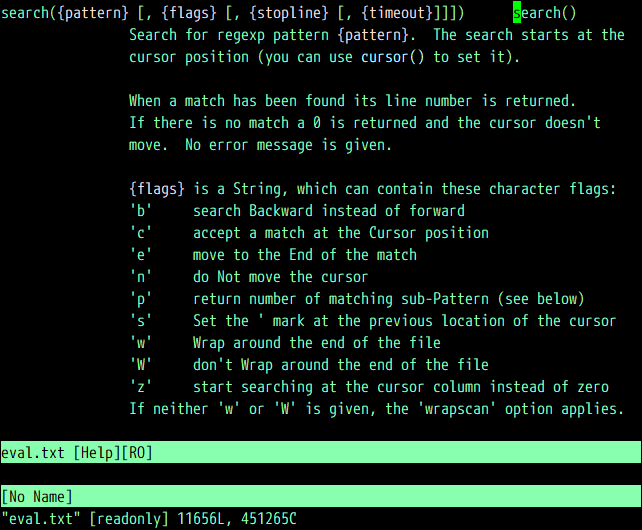 search({pattern} [, {flags} [, {stopline} [, {timeout}]]])      search()
Search for regexp pattern {pattern}.  The search starts at the
cursor position (you can use cursor() to set it).
When a match has been found its line number is returned.
If there is no match a 0 is returned and the cursor doesn't
move.  No error message is given.
{flags} is a String, which can contain these character flags:
'b'     search Backward instead of forward
'c'     accept a match at the Cursor position
'e'     move to the End of the match
'n'     do Not move the cursor
'p'     return number of matching sub-Pattern (see below)
's'     Set the ' mark at the previous location of the cursor
'w'     Wrap around the end of the file
'W'     don't Wrap around the end of the file
'z'     start searching at the cursor column instead of zero
If neither 'w' or 'W' is given, the 'wrapscan' option applies.
eval.txt [Help][RO]
[No Name]
"eval.txt" [readonly] 11656L, 451265C